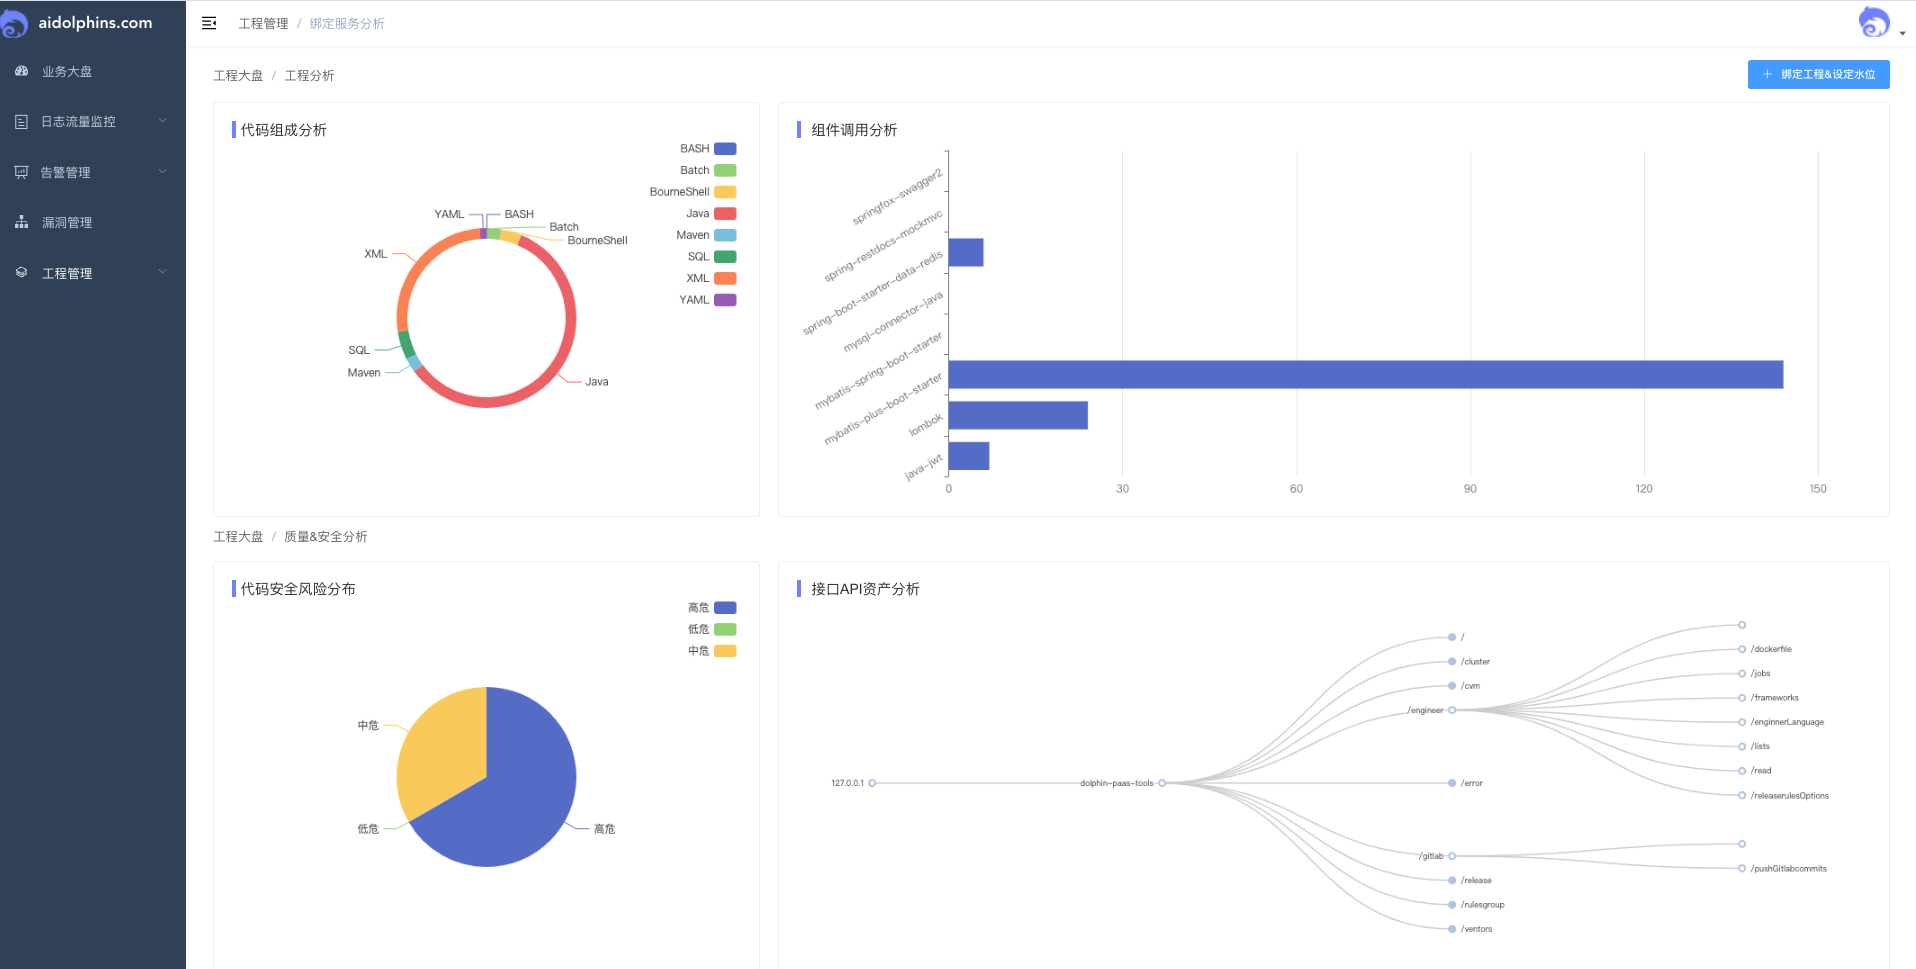 aidolphins.com
业务大盘
日志流量监控
告警管理
漏洞管理
工程管理
工程管理 / 绑定服务分析
工程大盘 / 工程分析
+ 绑定工程&设定水位
代码组成分析
BASH
Batch
BourneShell
Java
Maven
SQL
XML
YAML
YAML
BASH
Batch
BourneShell
XML
SQL
Maven
Java
组件调用分析
springfox-swagger2
spring-restdocs-mockmvc
spring-boot-starter-data-redis
mysql-connector-java
mybatis-spring-boot-starter
mybatis-plus-boot-starter
lombok
java-jwt
0 30 60 90 120 150
工程大盘 / 质量&安全分析
代码安全风险分布
高危
低危
中危
中危
低危
高危
接口API资产分析
127.0.0.1
dolphin-paas-tools
/
/cluster
/cvm
/engineer
/error
/gitlab
/release
/rulesgroup
/ventors
/dockerfile
/jobs
/frameworks
/enginnerLanguage
/lists
/read
/releaserulesOptions
/pushGitlabcommits